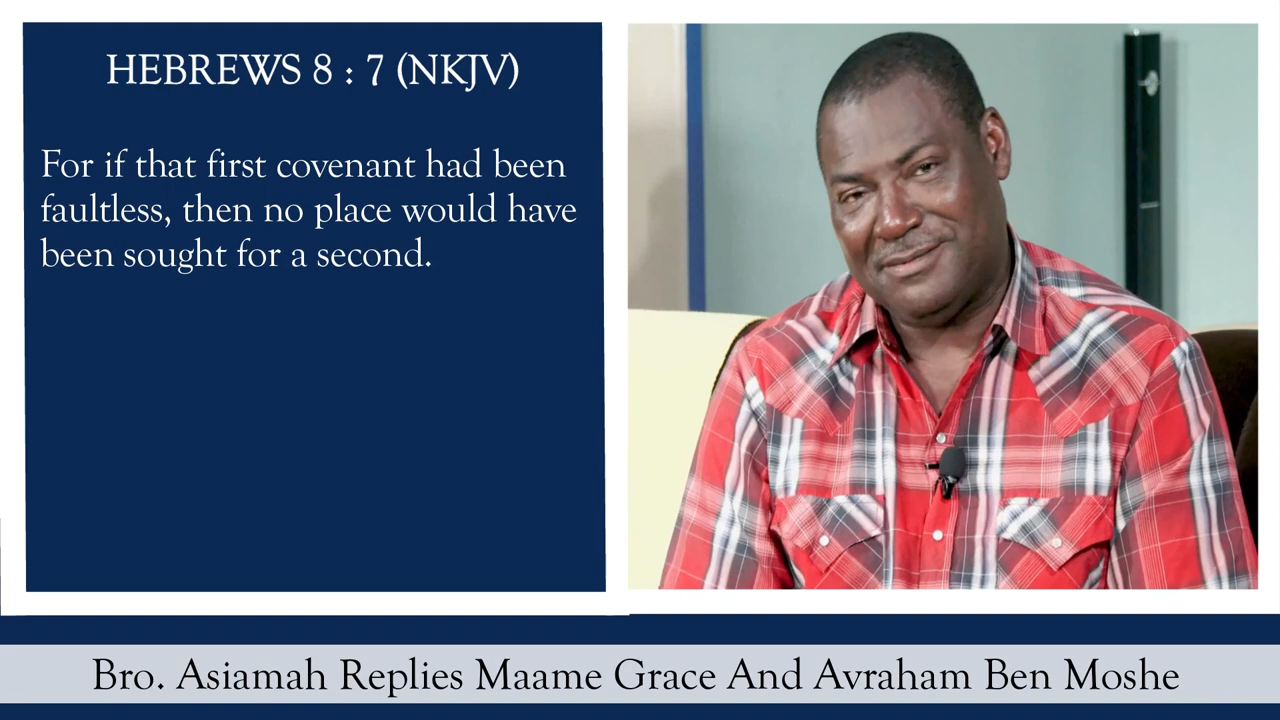 HEBREWS 8 : 7 (NKJV)
For if that first covenant had been
faultless, then no place would have
been sought for a second.
Bro. Asiamah Replies Maame Grace And Avraham Ben Moshe